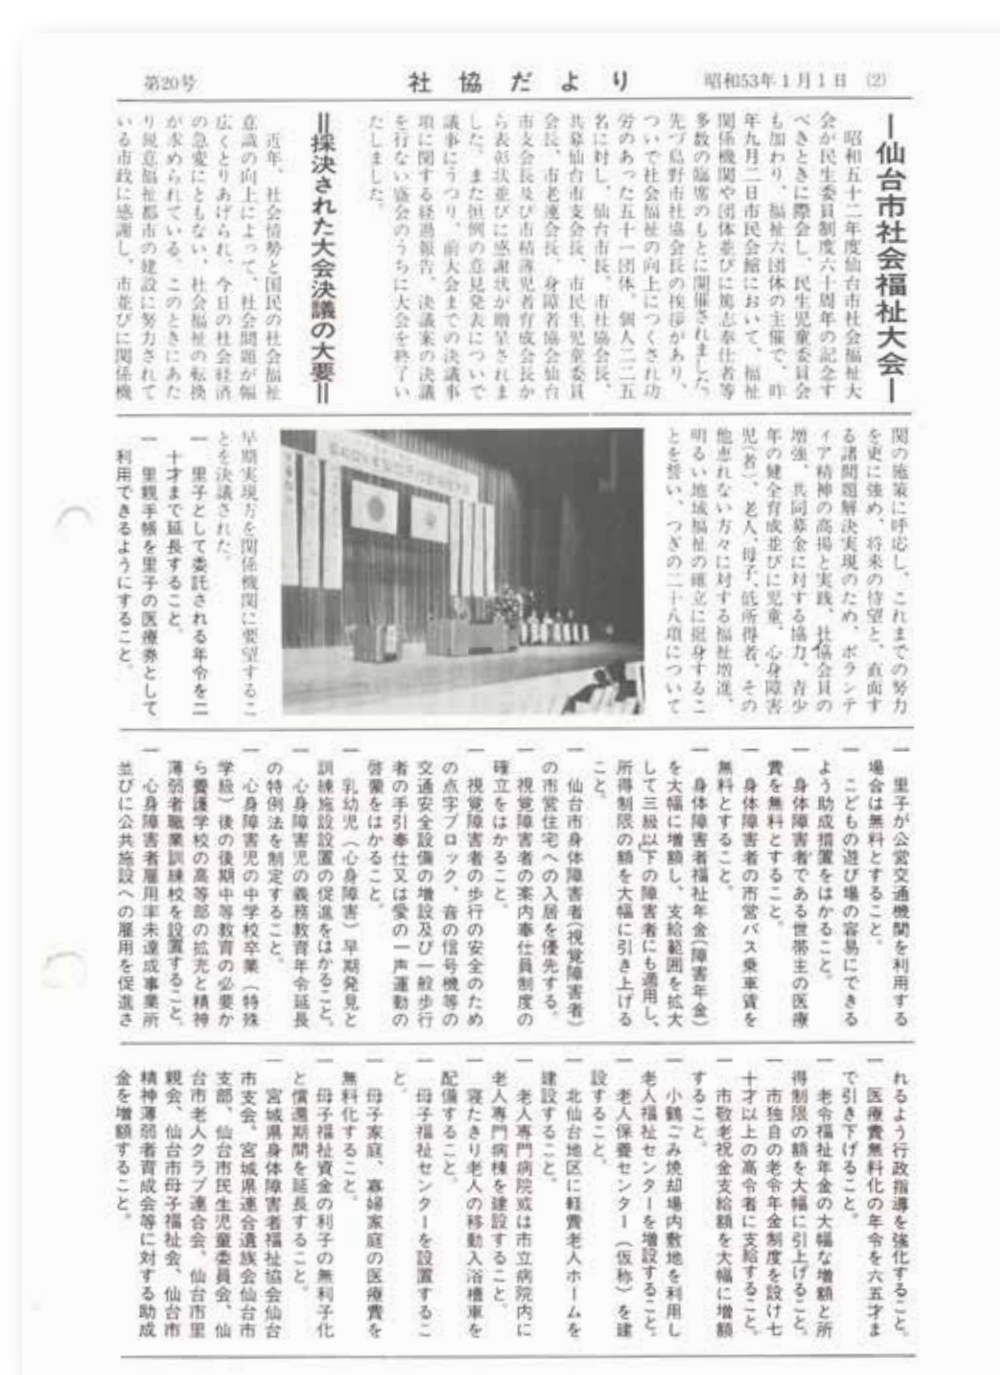 第20号
社協だより
昭和53年1月1日 (2)
―仙台市社会福祉大会―
昭和五十二年度仙台市社会福祉大
会が民生委員制度六十周年の記念す
べきときに際会し、民生児童委員会
も加わり、福祉六団体の主催で、昨
年九月二日市民会館において、福祉
関係機関や団体並びに篤志奉仕者等
多数の臨席のもとに開催されました。
先づ島野市社協会長の挨拶があり、
ついで社会福祉の向上につくされ功
労のあった五十一団体、個人二二五
名に対し、仙台市長、市社協会長、
共募仙台市支会長、市民生児童委員
会長、市老連会長、身障者協会仙台
市支会長及び市精薄児者育成会長か
ら表彰状並びに感謝状が贈呈されま
した。また恒例の意見発表について
議事にうつり、前大会までの決議事
項に関する経過報告、決議案の決議
を行ない盛会のうちに大会を終了い
たしました。
=採決された大会決議の大要=
近年、社会情勢と国民の社会福祉
意識の向上によって、社会問題が幅
広くとりあげられ、今日の社会経済
の急変にともない、社会福祉の転換
が求められている。このときにあた
り鋭意福祉都市の建設に努力されて
いる市政に感謝し、市並びに関係機
関の施策に呼応し、これまでの努力
を更に強め、将来の待望と、直面す
る諸問題解決実現のため、ボランテ
ィア精神の高揚と実践、社協会員の
増強、共同募金に対する協力、青少
年の健全育成並びに児童、心身障害
児(者)、老人、母子、低所得者、その
他恵れない方々に対する福祉増進、
明るい地域福祉の確立に挺身するこ
とを誓い、つぎの二十八項について
早期実現方を関係機関に要望するこ
とを決議された。
一 里子として委託される年令を二
十才まで延長すること。
一 里親手帳を里子の医療券として
利用できるようにすること。
一 里子が公営交通機関を利用する
場合は無料とすること。
一 こどもの遊び場の容易にできる
よう助成措置をはかること。
一 身体障害者である世帯主の医療
費を無料とすること。
一 身体障害者の市営バス乗車賃を
無料とすること。
一 身体障害者福祉年金(障害年金)
を大幅に増額し、支給範囲を拡大
して三級以下の障害者にも適用し、
所得制限の額を大幅に引き上げる
こと。
一 仙台市身体障害者(視覚障害者)
の市営住宅への入居を優先する。
一 視覚障害者の案内奉仕員制度の
確立をはかること。
一 視覚障害者の歩行の安全のため
の点字ブロック、音の信号機等の
交通安全設備の増設及び一般歩行
者の手引奉仕又は愛の一声運動の
啓蒙をはかること。
一 乳幼児(心身障害)早期発見と
訓練施設設置の促進をはかること。
一 心身障害児の義務教育年令延長
の特例法を制定すること。
一 心身障害児の中学校卒業(特殊
学級)後の後期中等教育の必要か
ら養護学校の高等部の拡充と精神
薄弱者職業訓練校を設置すること。
一 心身障害者雇用率未達成事業所
並びに公共施設への雇用を促進さ
れるよう行政指導を強化すること。
一 医療費無料化の年令を六五才ま
で引き下げること。
一 老令福祉年金の大幅な増額と所
得制限の額を大幅に引上げること。
一 市独自の老令年金制度を設け七
十才以上の高令者に支給すること。
一 市敬老祝金支給額を大幅に増額
すること。
一 小鶴ごみ焼却場内敷地を利用し
老人福祉センターを増設すること。
一 老人保養センター(仮称)を建
設すること。
一 北仙台地区に軽費老人ホームを
建設すること。
一 老人専門病院或は市立病院内に
老人専門病棟を建設すること。
一 寝たきり老人の移動入浴槽車を
配備すること。
一 母子福祉センターを設置するこ
と。
一 母子家庭、寡婦家庭の医療費を
無料化すること。
一 母子福祉資金の利子の無利子化
と償還期間を延長すること。
一 宮城県身体障害者福祉協会仙台
市支会、宮城県連合遺族会仙台市
支部、仙台市民生児童委員会、仙
台市老人クラブ連合会、仙台市里
親会、仙台市母子福祉会、仙台市
精神薄弱者育成会等に対する助成
金を増額すること。